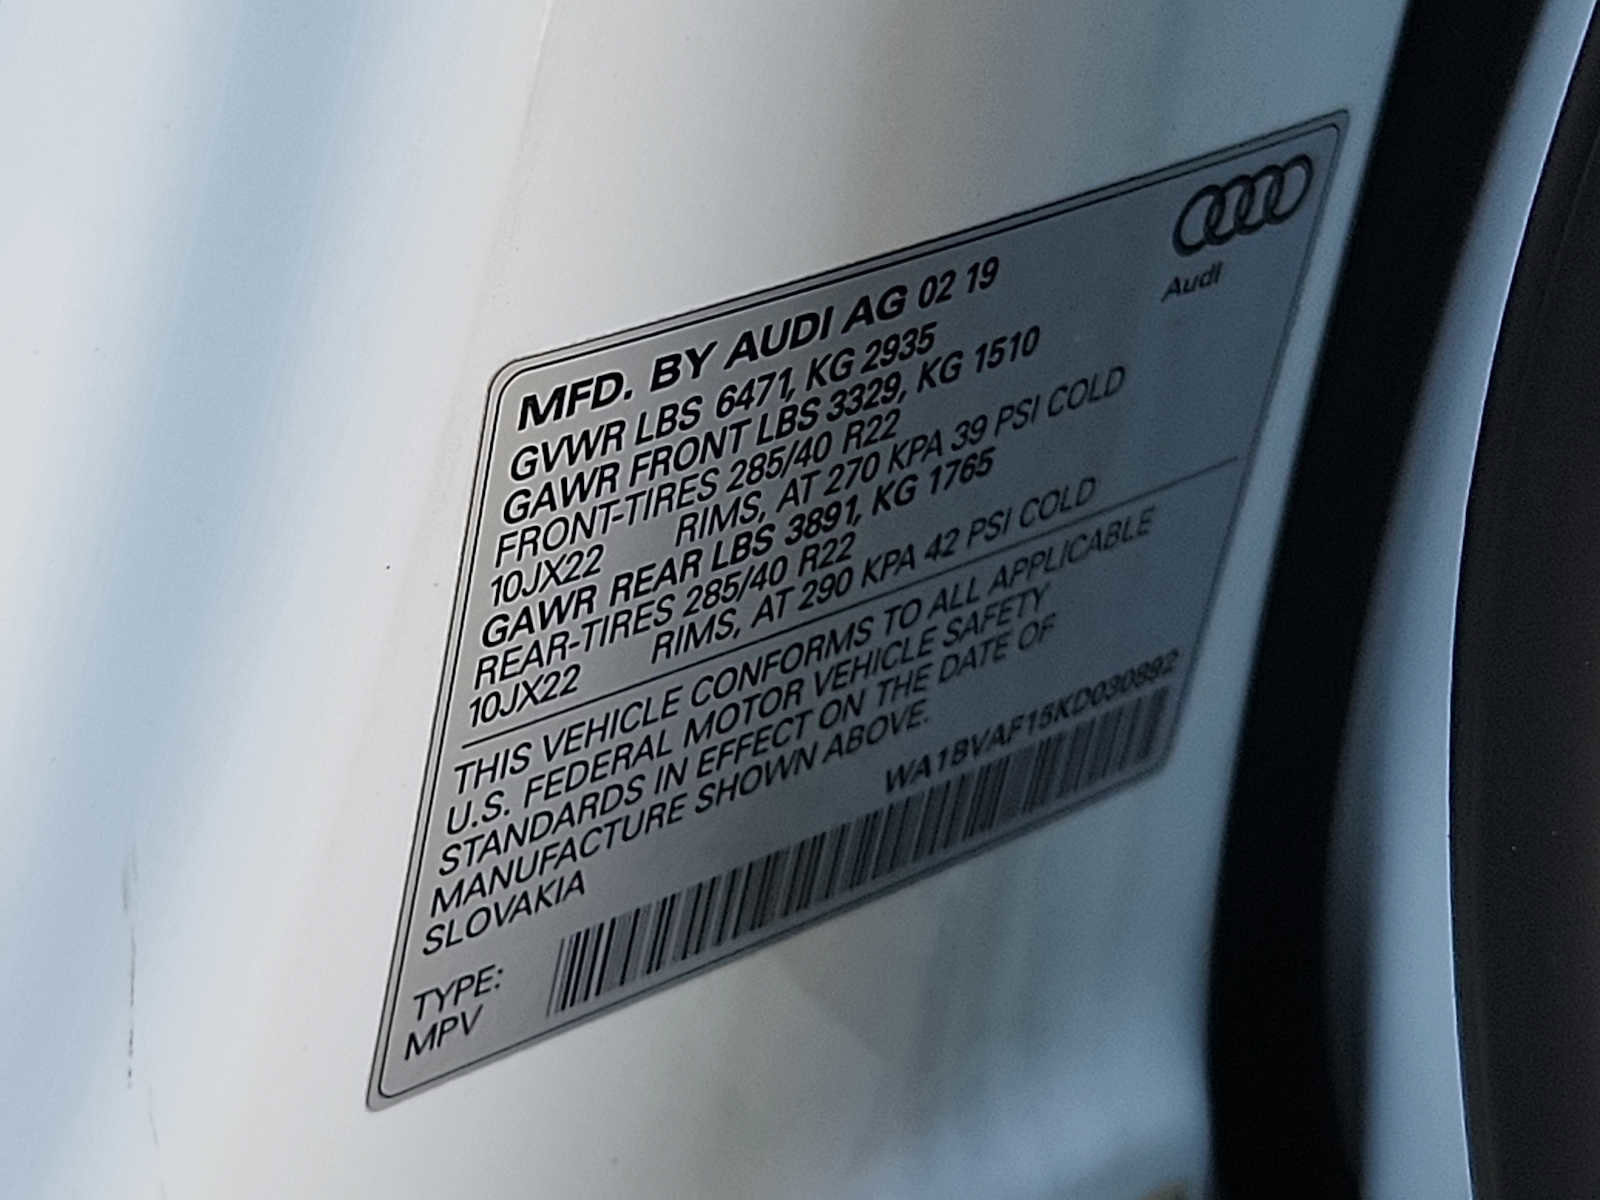 Audi
MFD. BY AUDI AG 02 19
GVWR LBS 6471, KG 2935
GAWR FRONT LBS 3329, KG 1510
FRONT-TIRES 285/40 R22
10JX22 RIMS, AT 270 KPA 39 PSI COLD
GAWR REAR LBS 3891, KG 1765
REAR-TIRES 285/40 R22
10JX22 RIMS, AT 290 KPA 42 PSI COLD
THIS VEHICLE CONFORMS TO ALL APPLICABLE
U.S. FEDERAL MOTOR VEHICLE SAFETY
STANDARDS IN EFFECT ON THE DATE OF
MANUFACTURE SHOWN ABOVE.
SLOVAKIA
WA1BVAF15KD030892
TYPE:
MPV